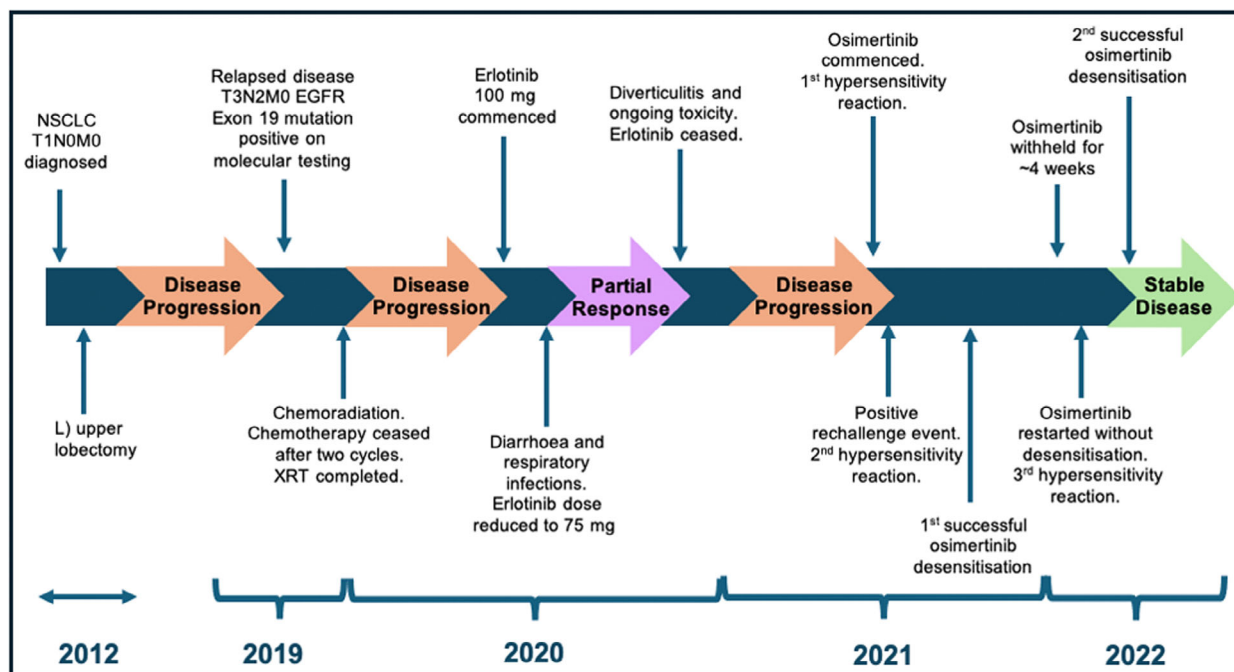 NSCLC
T1N0M0
diagnosed
Relapsed disease
T3N2M0 EGFR
Exon 19 mutation
positive on
molecular testing
Erlotinib
100 mg
commenced
Diverticulitis and
ongoing toxicity.
Erlotinib ceased.
Osimertinib
commenced.
1st hypersensitivity
reaction.
Osimertinib
withheld for
~4 weeks
2nd successful
osimertinib
desensitisation
Disease
Progression
Disease
Progression
Partial
Response
Disease
Progression
Stable
Disease
L) upper
lobectomy
Chemoradiation.
Chemotherapy ceased
after two cycles.
XRT completed.
Diarrhoea and
respiratory
infections.
Erlotinib dose
reduced to 75 mg
Positive
rechallenge event.
2nd hypersensitivity
reaction.
1st successful
osimertinib
desensitisation
Osimertinib
restarted without
desensitisation.
3rd hypersensitivity
reaction.
2012
2019
2020
2021
2022